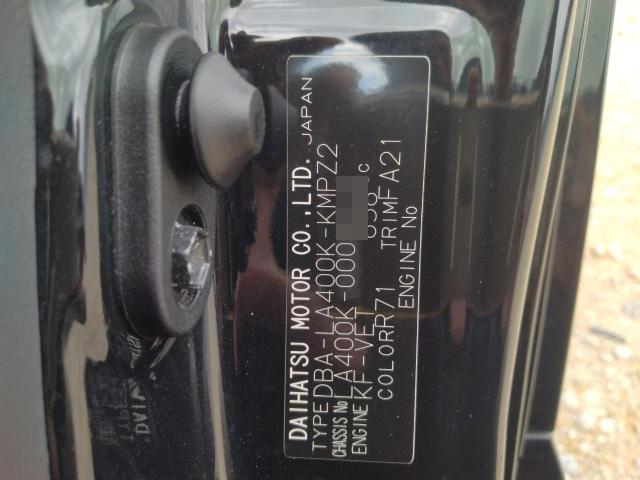 DAIHATSU MOTOR CO.,LTD. JAPAN
TYPE DBA-LA400K-KMPZ2
CHASSIS No LA400K-000
ENGINE KF-VET C
COLOR R71 TRIM FA21
ENGINE No